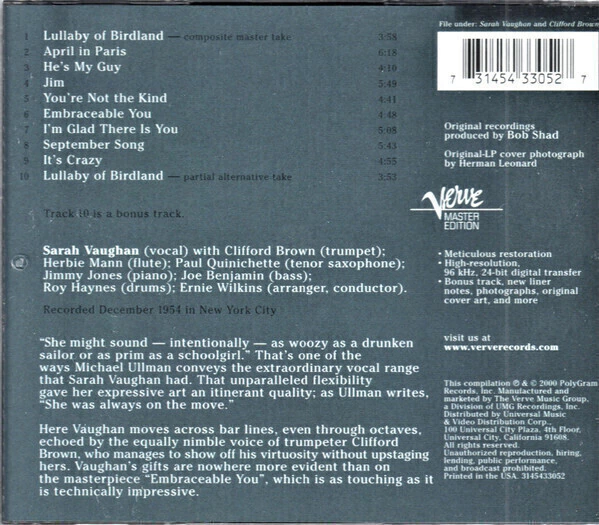 1 Lullaby of Birdland — composite master take 3:58
2 April in Paris 6:18
3 He's My Guy 4:10
4 Jim 5:49
5 You're Not the Kind 4:41
6 Embraceable You 4:48
7 I'm Glad There Is You 5:08
8 September Song 5:43
9 It's Crazy 4:55
10 Lullaby of Birdland — partial alternative take 3:53
Track 10 is a bonus track.
Sarah Vaughan (vocal) with Clifford Brown (trumpet);
Herbie Mann (flute); Paul Quinichette (tenor saxophone);
Jimmy Jones (piano); Joe Benjamin (bass);
Roy Haynes (drums); Ernie Wilkins (arranger, conductor).
Recorded December 1954 in New York City
“She might sound — intentionally — as woozy as a drunken
sailor or as prim as a schoolgirl.” That's one of the
ways Michael Ullman conveys the extraordinary vocal range
that Sarah Vaughan had. That unparalleled flexibility
gave her expressive art an itinerant quality; as Ullman writes,
“She was always on the move.”
Here Vaughan moves across bar lines, even through octaves,
echoed by the equally nimble voice of trumpeter Clifford
Brown, who manages to show off his virtuosity without upstaging
hers. Vaughan's gifts are nowhere more evident than on
the masterpiece “Embraceable You”, which is as touching as it
is technically impressive.
File under: Sarah Vaughan and Clifford Brown
7 31454 33052 7
Original recordings
produced by Bob Shad
Original-LP cover photograph
by Herman Leonard
Verve
MASTER
EDITION
• Meticulous restoration
• High-resolution,
96 kHz, 24-bit digital transfer
• Bonus track, new liner
notes, photographs, original
cover art, and more
visit us at
www.ververecords.com
This compilation ℗ & © 2000 PolyGram
Records, Inc. Manufactured and
marketed by The Verve Music Group,
a Division of UMG Recordings, Inc.
Distributed by Universal Music
& Video Distribution Corp.,
100 Universal City Plaza, 4th Floor,
Universal City, California 91608.
All rights reserved.
Unauthorized reproduction, hiring,
lending, public performance,
and broadcast prohibited.
Printed in the USA. 3145433052